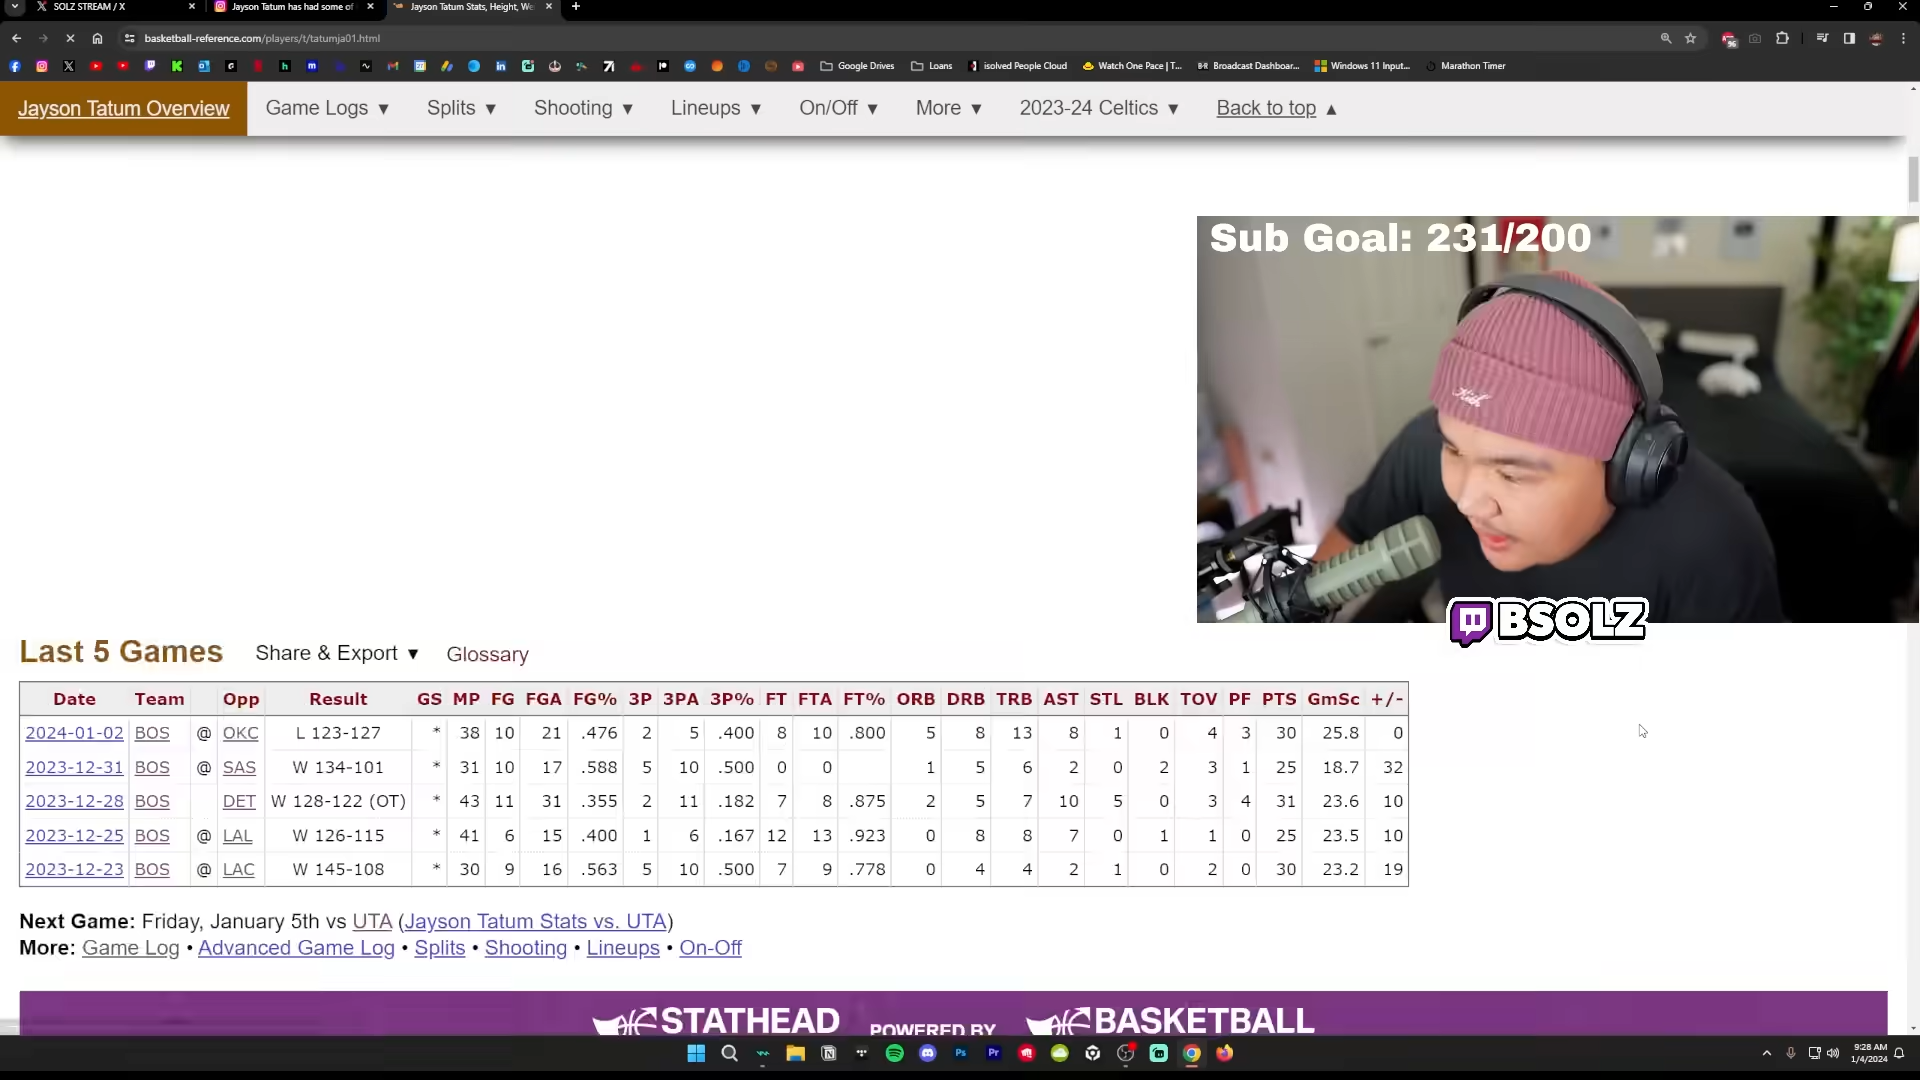 SOLZ STREAM / X
Jayson Tatum has had some of
Jayson Tatum Stats, Height, We
basketball-reference.com/players/t/tatumja01.html
96
Google Drives
Loans
isolved People Cloud
Watch One Pace | T...
Broadcast Dashboar...
Windows 11 Input...
Marathon Timer
Jayson Tatum Overview
Game Logs ▼
Splits ▼
Shooting ▼
Lineups ▼
On/Off ▼
More ▼
2023-24 Celtics ▼
Back to top ▲
Sub Goal: 231/200
Kith
BSOLZ
Last 5 Games
Share & Export ▼
Glossary
Date Team Opp Result GS MP FG FGA FG% 3P 3PA 3P% FT FTA FT% ORB DRB TRB AST STL BLK TOV PF PTS GmSc +/-
2024-01-02 BOS @ OKC L 123-127 * 38 10 21 .476 2 5 .400 8 10 .800 5 8 13 8 1 0 4 3 30 25.8 0
2023-12-31 BOS @ SAS W 134-101 * 31 10 17 .588 5 10 .500 0 0 1 5 6 2 0 2 3 1 25 18.7 32
2023-12-28 BOS DET W 128-122 (OT) * 43 11 31 .355 2 11 .182 7 8 .875 2 5 7 10 5 0 3 4 31 23.6 10
2023-12-25 BOS @ LAL W 126-115 * 41 6 15 .400 1 6 .167 12 13 .923 0 8 8 7 0 1 1 0 25 23.5 10
2023-12-23 BOS @ LAC W 145-108 * 30 9 16 .563 5 10 .500 7 9 .778 0 4 4 2 1 0 2 0 30 23.2 19
Next Game: Friday, January 5th vs UTA (Jayson Tatum Stats vs. UTA)
More: Game Log • Advanced Game Log • Splits • Shooting • Lineups • On-Off
STATHEAD POWERED BY BASKETBALL
9:28 AM
1/4/2024